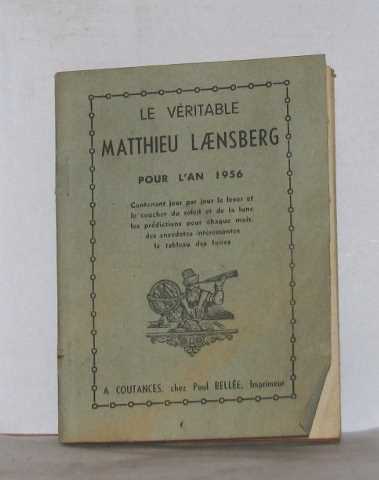 LE VÉRITABLE
MATTHIEU LÆNSBERG
POUR L'AN 1956
Contenant jour par jour le lever et
le coucher du soleil et de la lune
les prédictions pour chaque mois
des anecdotes intéressantes
le tableau des foires
A COUTANCES, chez Paul BELLÉE, Imprimeur